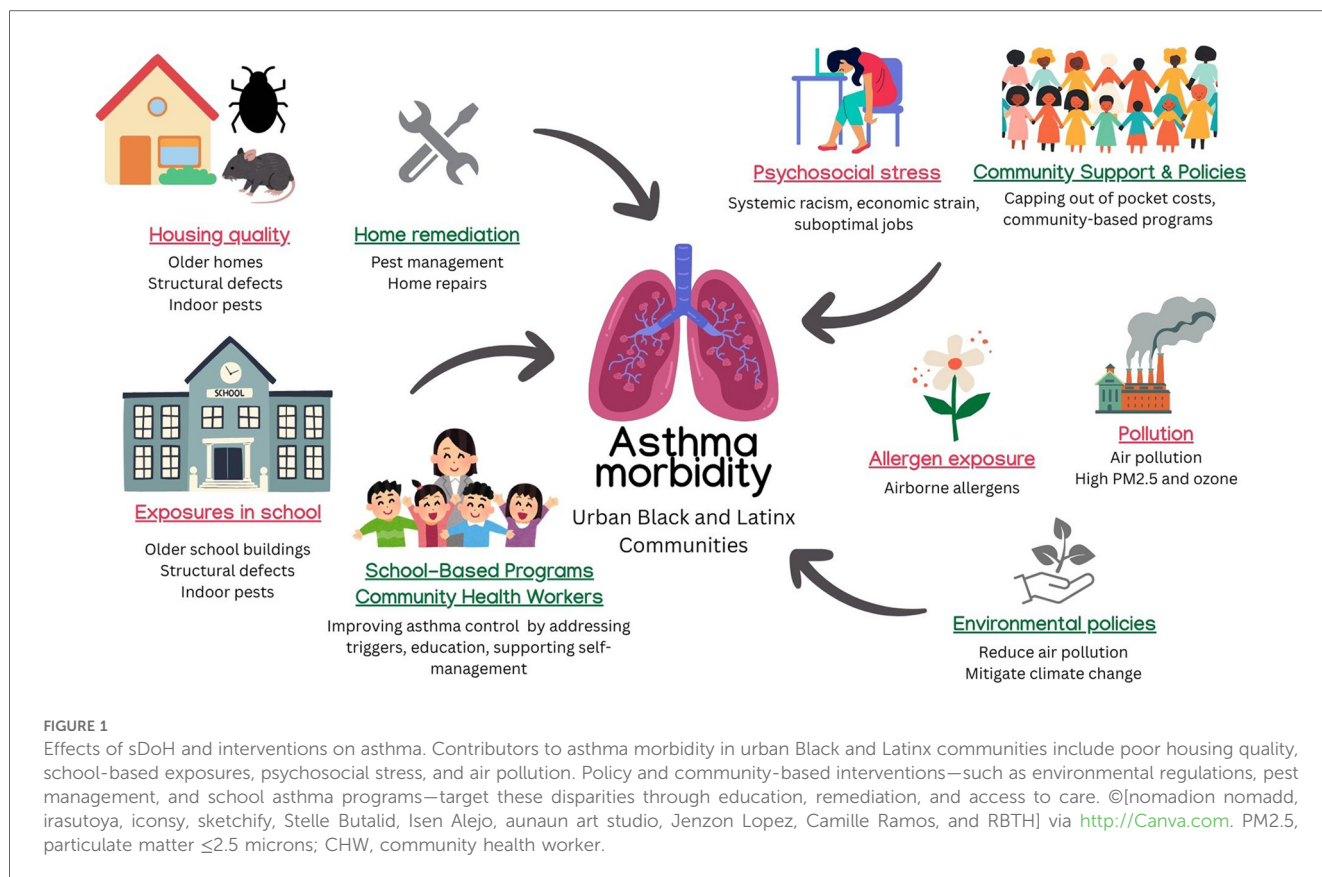 Housing quality
Older homes
Structural defects
Indoor pests
Home remediation
Pest management
Home repairs
Psychosocial stress
Systemic racism, economic strain,
suboptimal jobs
Community Support & Policies
Capping out of pocket costs,
community-based programs
SCHOOL
Exposures in school
Older school buildings
Structural defects
Indoor pests
School-Based Programs
Community Health Workers
Improving asthma control by addressing
triggers, education, supporting self-
management
Asthma
morbidity
Urban Black and Latinx
Communities
Allergen exposure
Airborne allergens
Pollution
Air pollution
High PM2.5 and ozone
Environmental policies
Reduce air pollution
Mitigate climate change
FIGURE 1
Effects of sDoH and interventions on asthma. Contributors to asthma morbidity in urban Black and Latinx communities include poor housing quality,
school-based exposures, psychosocial stress, and air pollution. Policy and community-based interventions—such as environmental regulations, pest
management, and school asthma programs—target these disparities through education, remediation, and access to care. ©[nomadion nomadd,
irasutoya, iconsy, sketchify, Stelle Butalid, Isen Alejo, aunaun art studio, Jenzon Lopez, Camille Ramos, and RBTH] via http://Canva.com. PM2.5,
particulate matter ≤2.5 microns; CHW, community health worker.